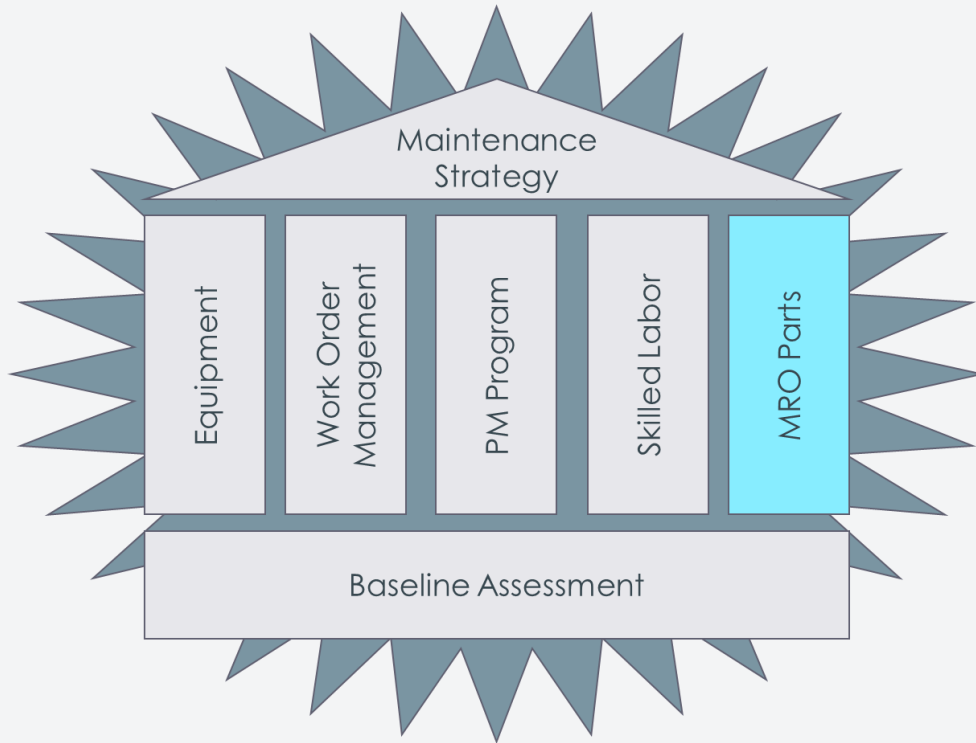 Maintenance
Strategy
Equipment
Work Order
Management
PM Program
Skilled Labor
MRO Parts
Baseline Assessment